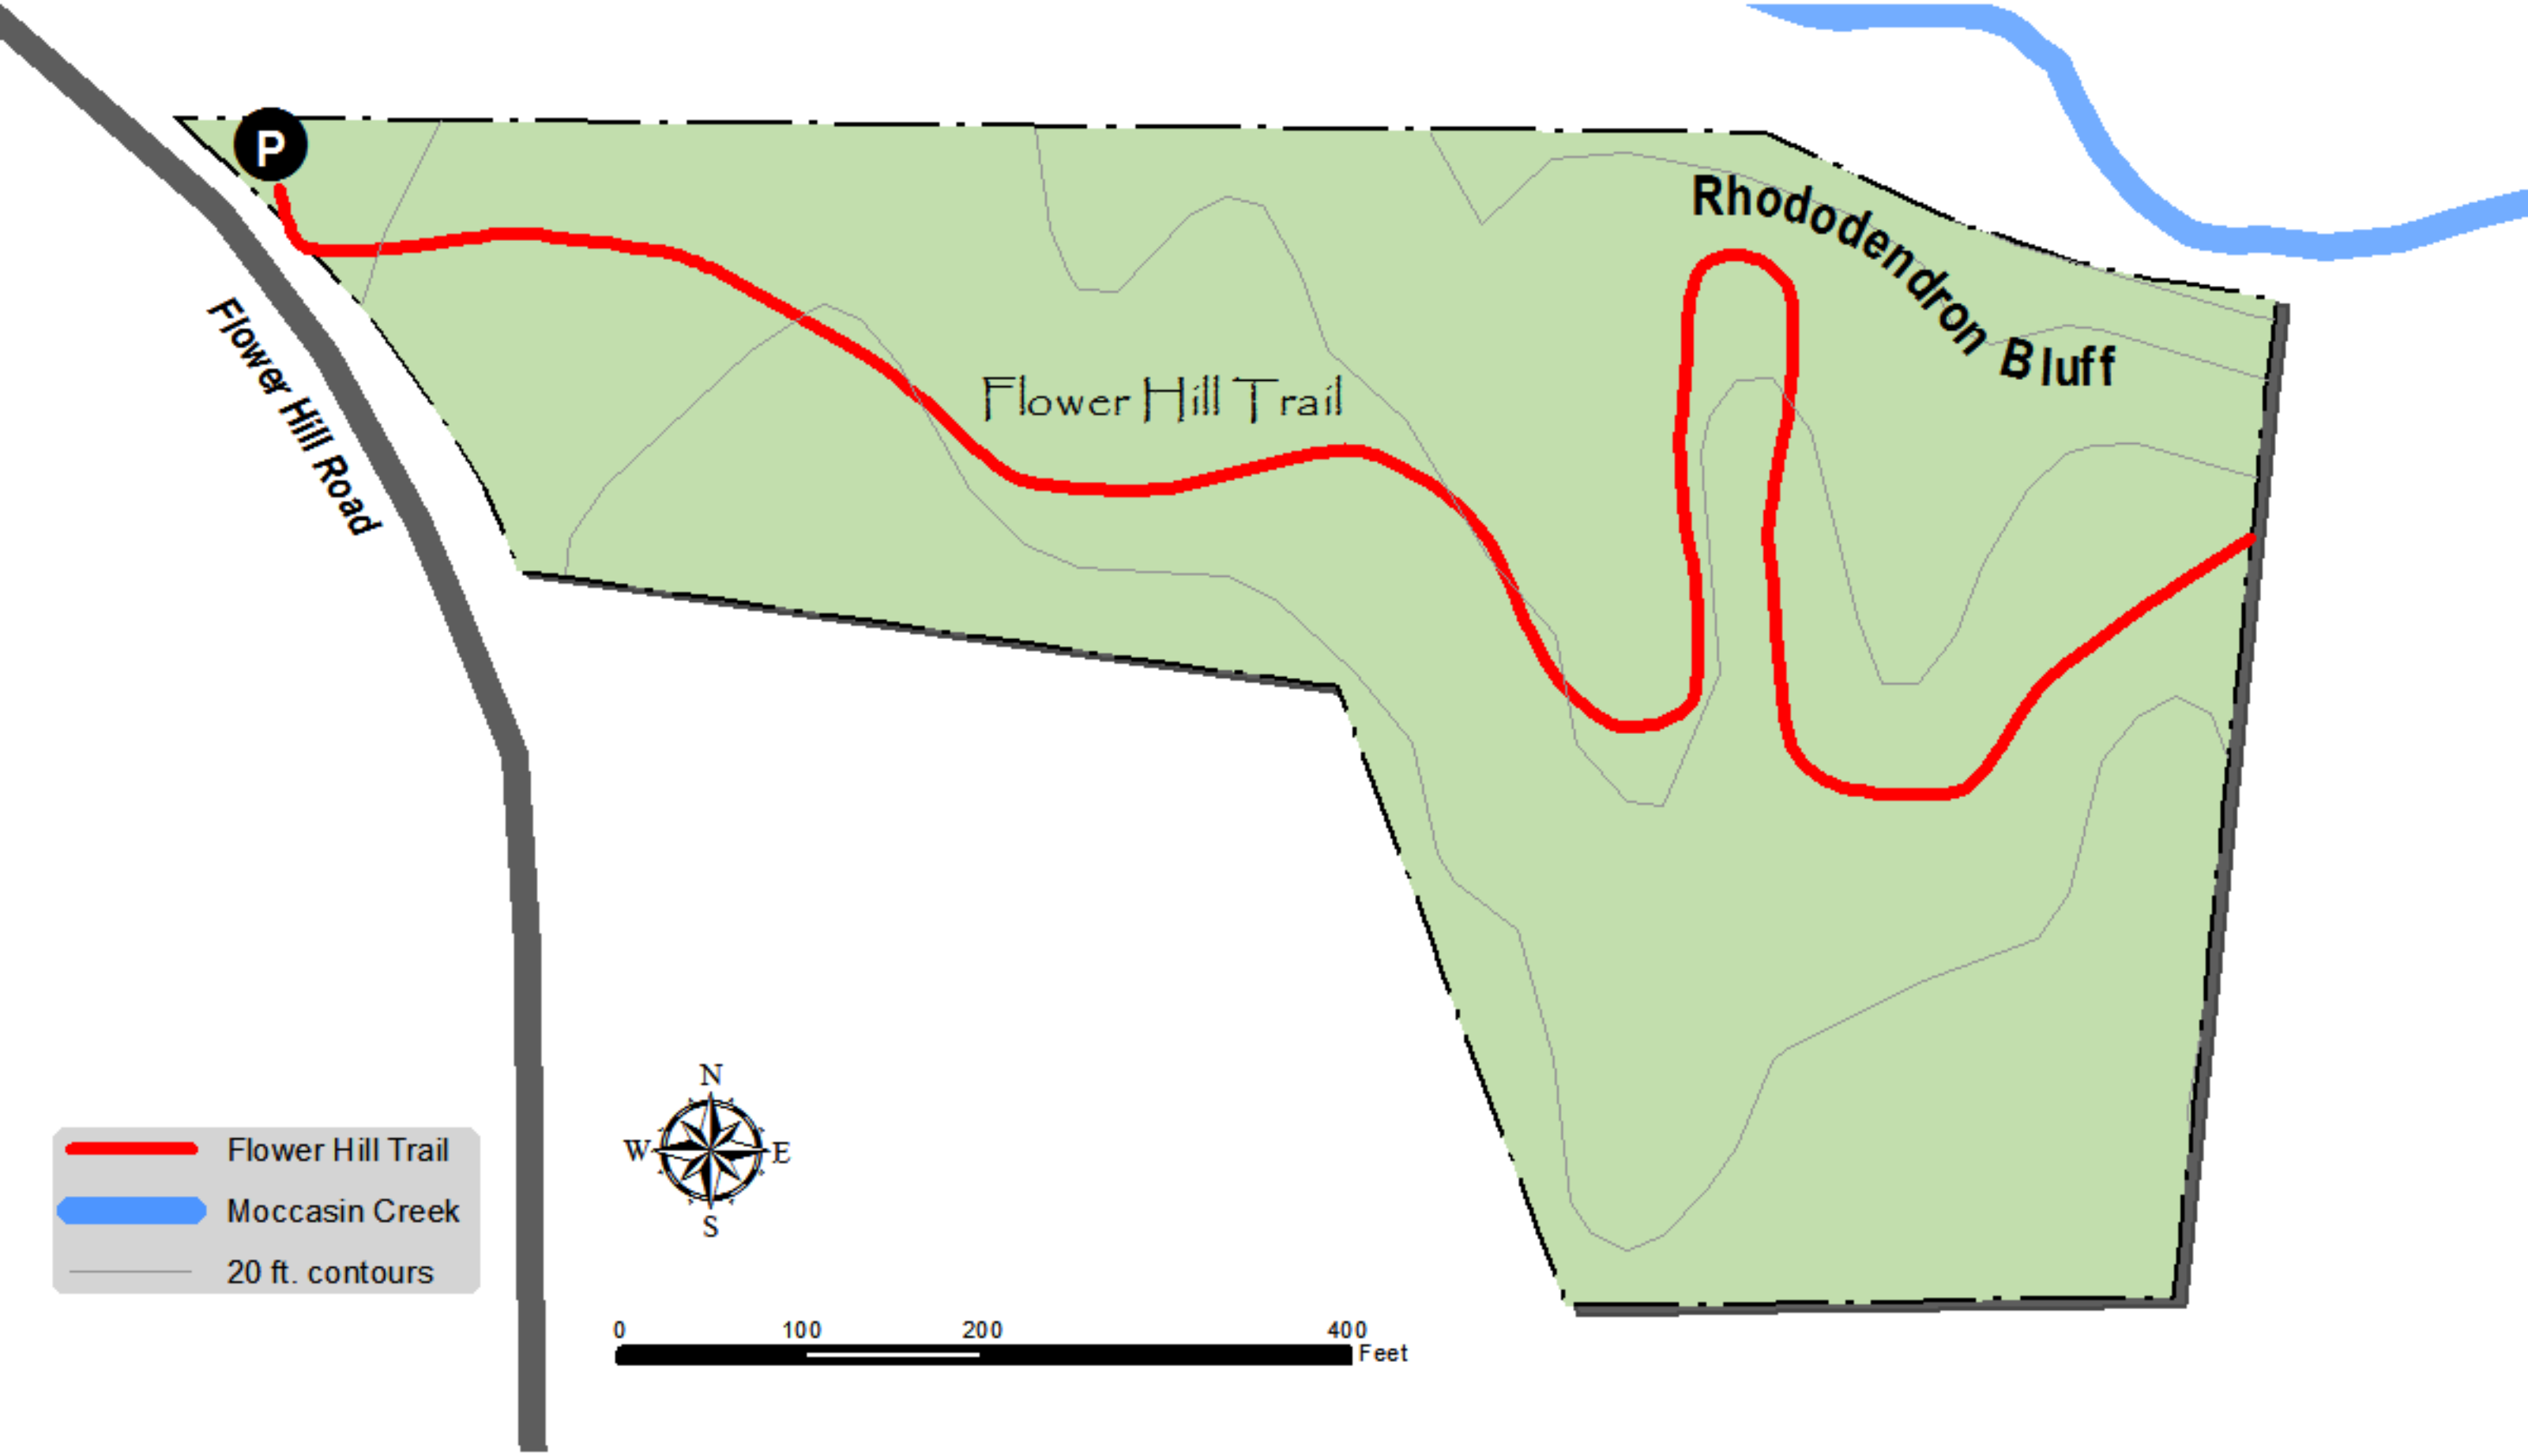 P
Rhododendron Bluff
Flower Hill Road
Flower Hill Trail
N
W E
S
Flower Hill Trail
Moccasin Creek
20 ft. contours
0 100 200 400
Feet